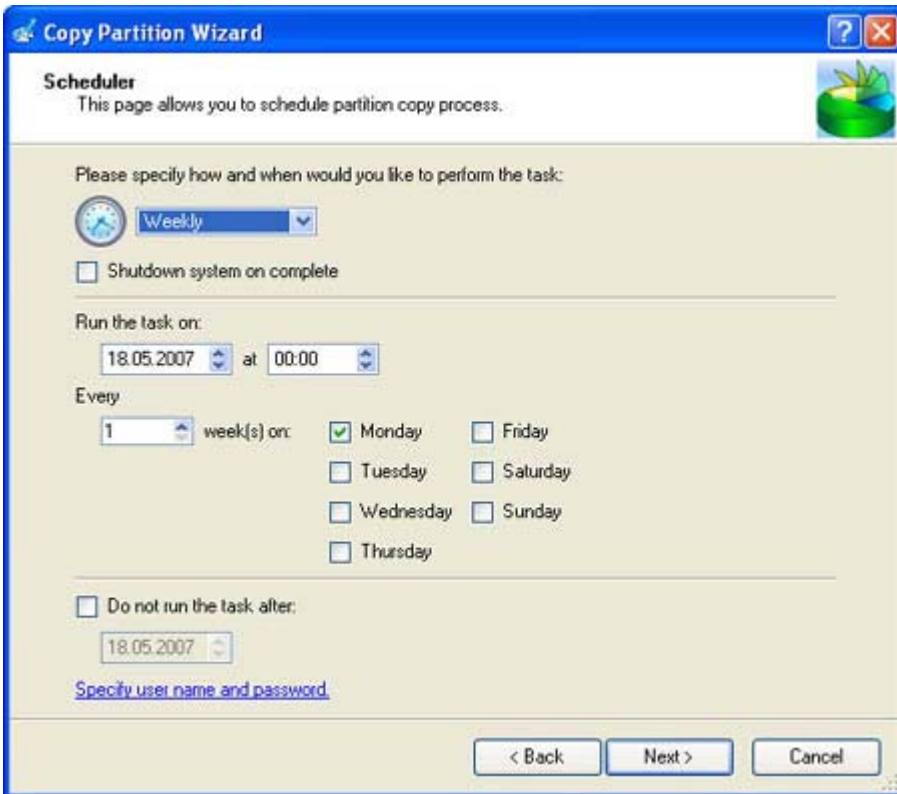 Copy Partition Wizard
Scheduler
This page allows you to schedule partition copy process.
Please specify how and when would you like to perform the task:
Weekly
Shutdown system on complete
Run the task on:
18.05.2007 at 00:00
Every
1 week(s) on: Monday Friday
Tuesday Saturday
Wednesday Sunday
Thursday
Do not run the task after:
18.05.2007
Specify user name and password.
< Back Next > Cancel